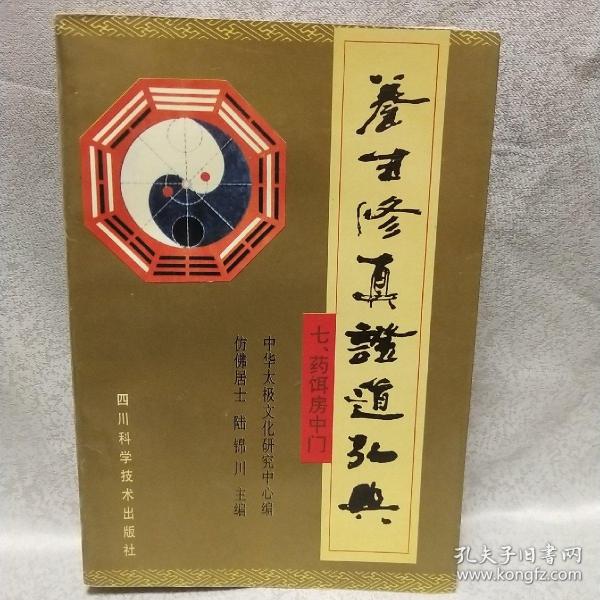 養生修真證道弘典
七、药饵房中门
中华太极文化研究中心编
仿佛居士 陆锦川 主编
四川科学技术出版社
孔夫子旧书网
www.kongfz.com